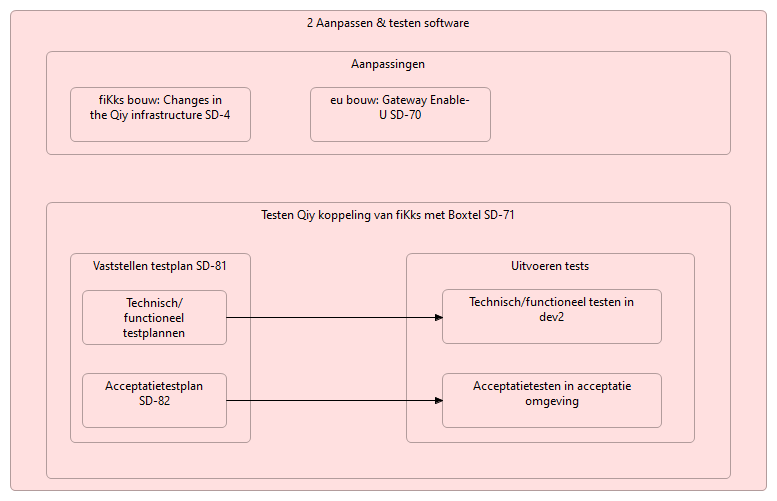 2 Aanpassen & testen software
Aanpassingen
fiKks bouw: Changes in
the Qiy infrastructure SD-4
eu bouw: Gateway Enable-
U SD-70
Testen Qiy koppeling van fiKks met Boxtel SD-71
Vaststellen testplan SD-81
Uitvoeren tests
Technisch/
functioneel
testplannen
Technisch/functioneel testen in
dev2
Acceptatietestplan
SD-82
Acceptatietesten in acceptatie
omgeving